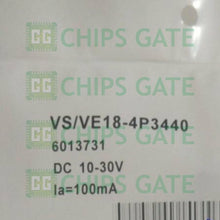 CHIPS GATE
CHIPS GATE
VS/VE18-4P3440
6013731
DC 10-30V
Ia=100mA
CHIPS GATE